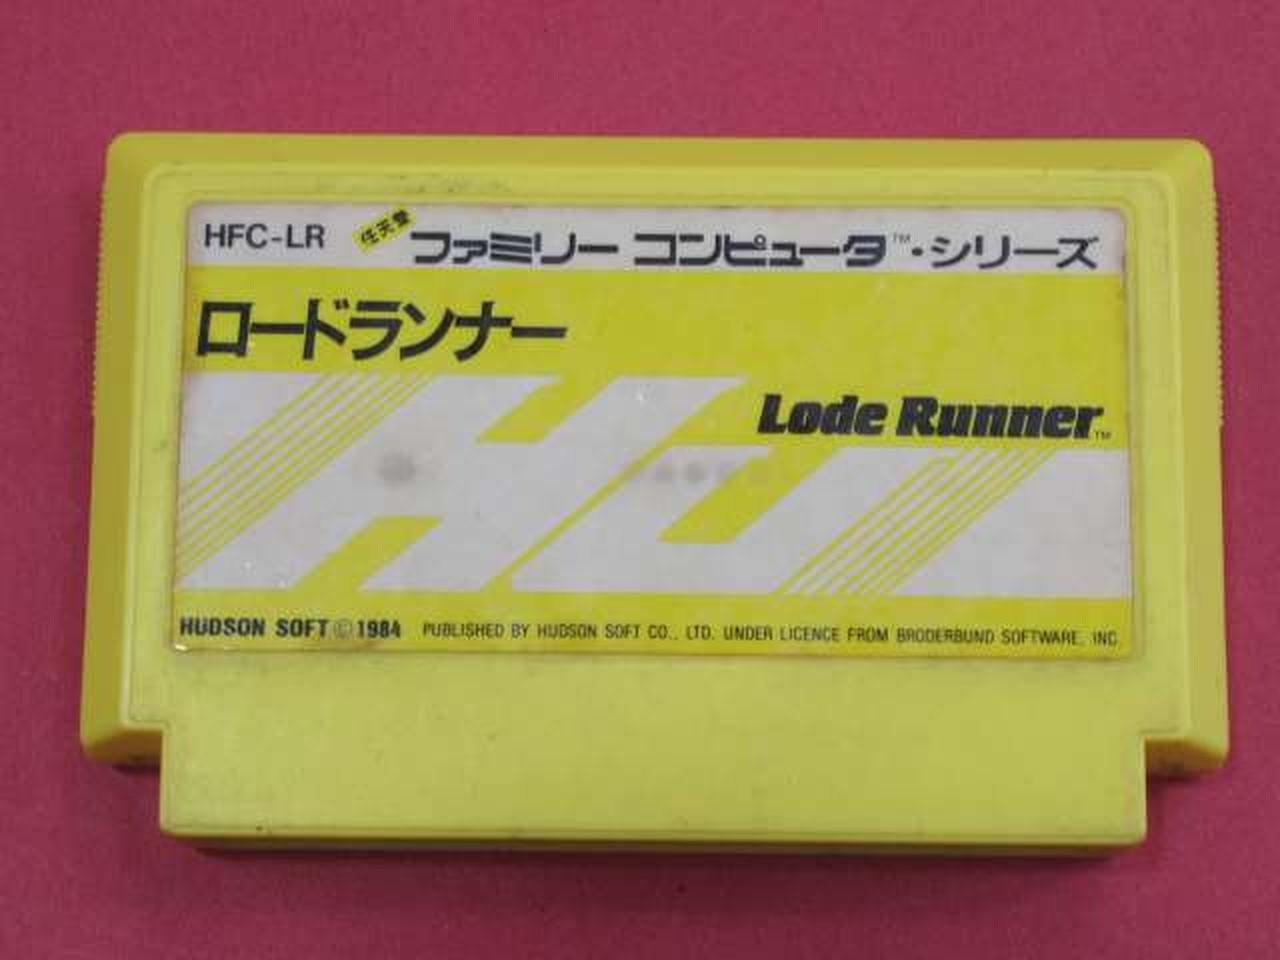 HFC-LR 任天堂 ファミリー コンピュータ™・シリーズ
ロードランナー
Lode Runner™
HUDSON SOFT © 1984 PUBLISHED BY HUDSON SOFT CO., LTD. UNDER LICENCE FROM BRODERBUND SOFTWARE, INC